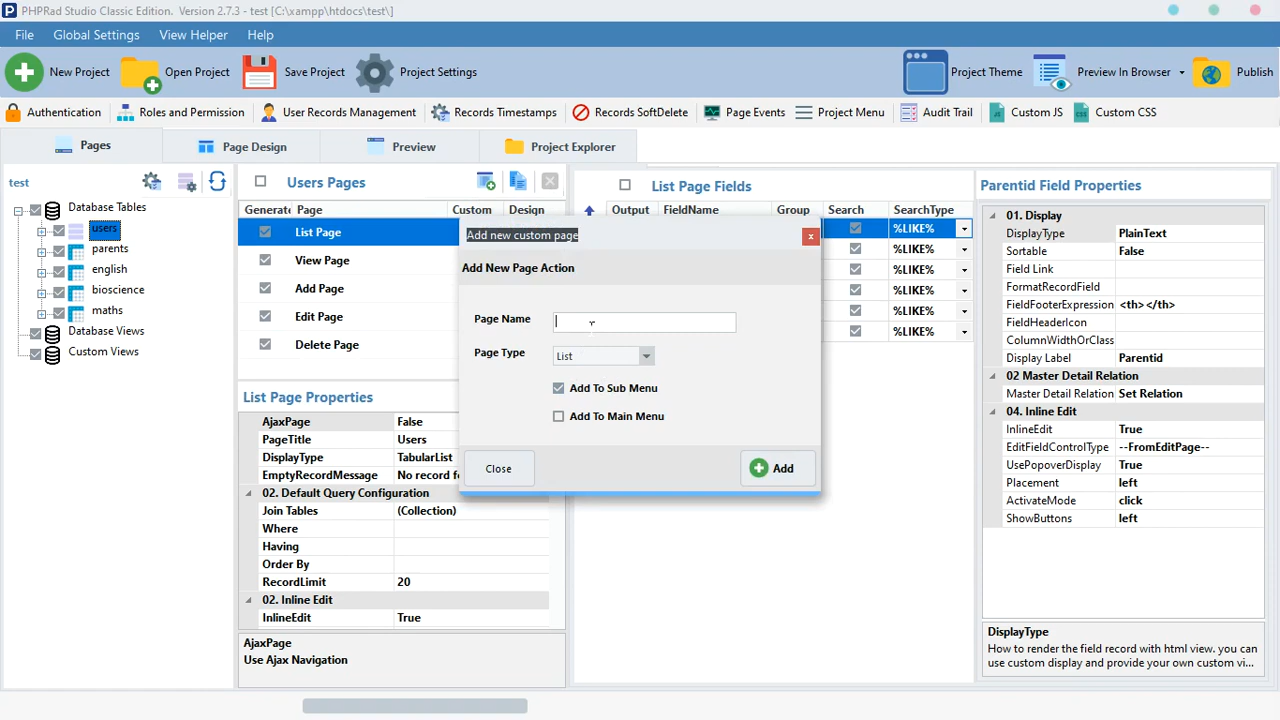 PHPRad Studio Classic Edition. Version 2.7.3 - test [C:\xampp\htdocs\test\]
File Global Settings View Helper Help
New Project Open Project Save Project Project Settings Project Theme Preview In Browser Publish
Authentication Roles and Permission User Records Management Records Timestamps Records SoftDelete Page Events Project Menu Audit Trail Custom JS Custom CSS
Pages Page Design Preview Project Explorer
test
Database Tables
users
parents
english
bioscience
maths
Database Views
Custom Views
Users Pages
Page Custom Design
List Page
View Page
Add Page
Edit Page
Delete Page
List Page Properties
AjaxPage False
PageTitle Users
DisplayType TabularList
EmptyRecordMessage No record
02. Default Query Configuration
Join Tables (Collection)
Where
Having
Order By
RecordLimit 20
02. Inline Edit
InlineEdit True
AjaxPage
Use Ajax Navigation
Add new custom page
x
Add New Page Action
Page Name
Page Type List
Add To Sub Menu
Add To Main Menu
Close Add
List Page Fields
Output FieldName Group Search SearchType
%LIKE%
%LIKE%
%LIKE%
%LIKE%
%LIKE%
%LIKE%
Parentid Field Properties
01. Display
DisplayType PlainText
Sortable False
Field Link
FormatRecordField
FieldFooterExpression <th></th>
FieldHeaderIcon
ColumnWidthOrClass
Display Label Parentid
02 Master Detail Relation
Master Detail Relation Set Relation
04. Inline Edit
InlineEdit True
EditFieldControlType --FromEditPage--
UsePopoverDisplay True
Placement left
ActivateMode click
ShowButtons left
DisplayType
How to render the field record with html view. you can
use custom display and provide your own custom vi...